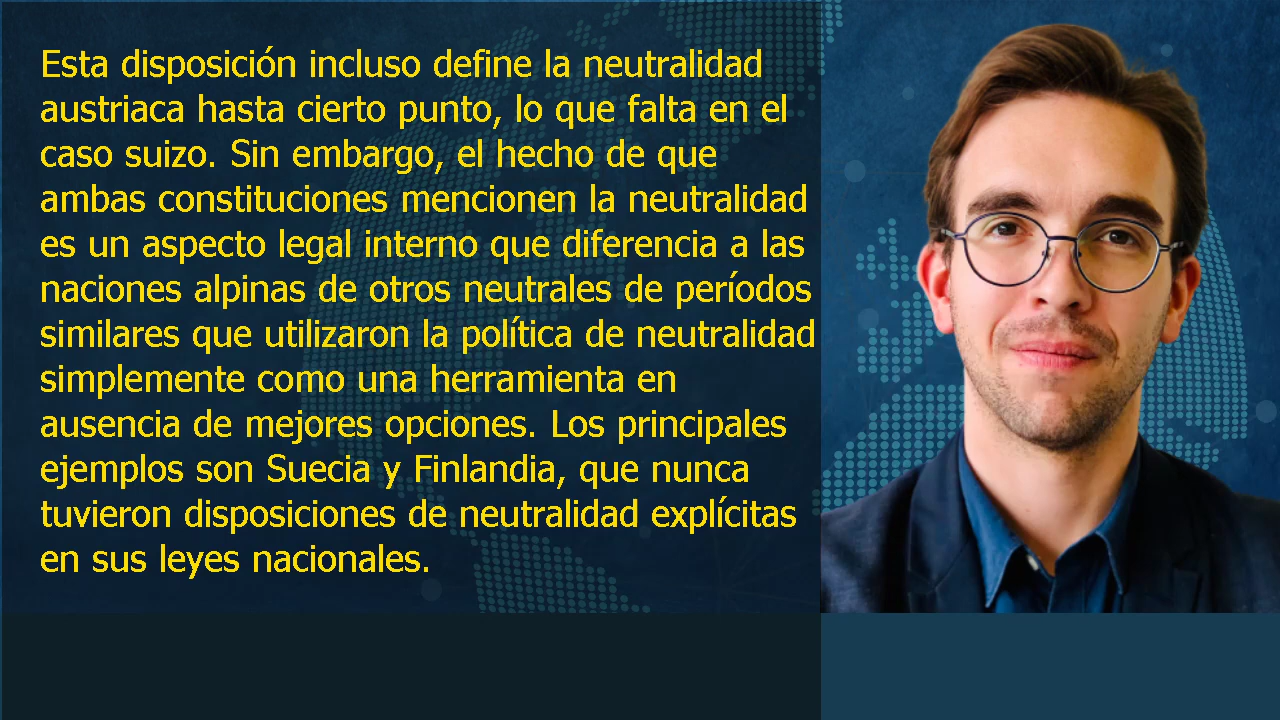 Esta disposición incluso define la neutralidad
austriaca hasta cierto punto, lo que falta en el
caso suizo. Sin embargo, el hecho de que
ambas constituciones mencionen la neutralidad
es un aspecto legal interno que diferencia a las
naciones alpinas de otros neutrales de períodos
similares que utilizaron la política de neutralidad
simplemente como una herramienta en
ausencia de mejores opciones. Los principales
ejemplos son Suecia y Finlandia, que nunca
tuvieron disposiciones de neutralidad explícitas
en sus leyes nacionales.